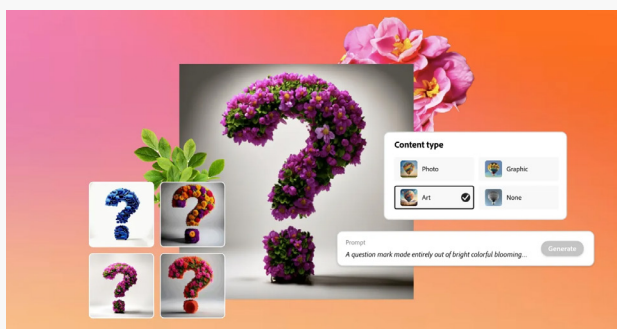 Content type
Photo
Graphic
Art
None
Prompt
A question mark made entirely out of bright colorful blooming...
Generate